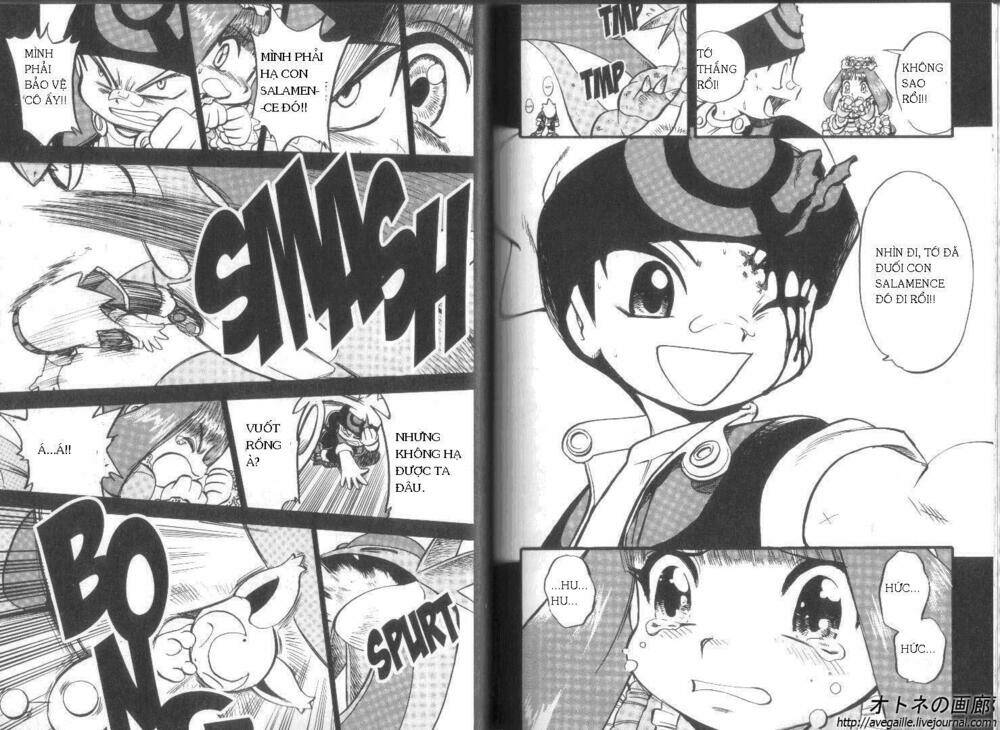 MÌNH
PHẢI
BẢO VỆ
CÔ ẤY!!
MÌNH PHẢI
HẠ CON
SALAMEN-
-CE ĐÓ!!
SMASH
Á...Á!!
VUỐT
RỒNG
À?
NHƯNG
KHÔNG HẠ
ĐƯỢC TA
ĐÂU.
BONG
SPURT
TMP
TMP
TỚ
THẮNG
RỒI!
KHÔNG
SAO
RỒI!!
NHÌN ĐI, TỚ ĐÃ
ĐUỔI CON
SALAMENCE
ĐÓ ĐI RỒI!!
...HU...
HU...
HỨC...
HỨC...
オトネの画廊
http://avegaille.livejournal.com